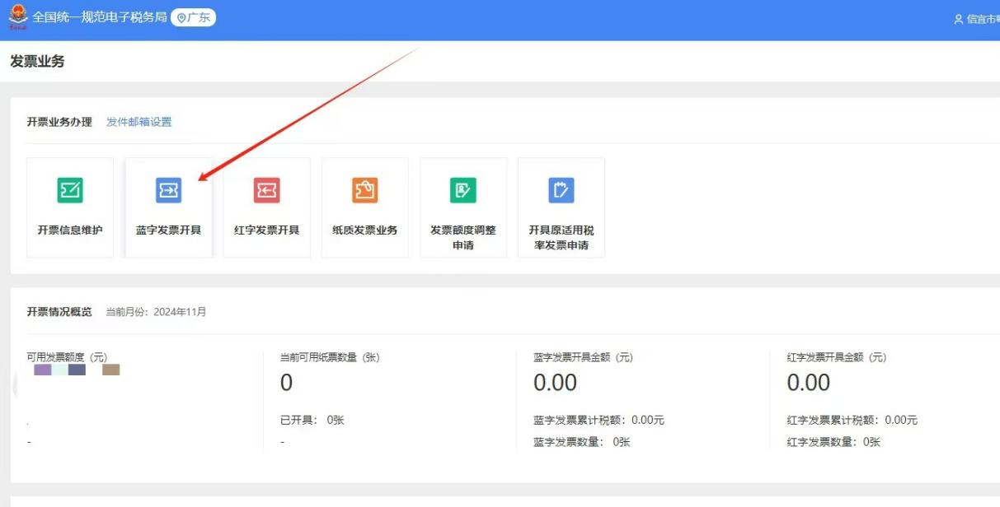 全国统一规范电子税务局 广东
信宜市
发票业务
开票业务办理 发件邮箱设置
开票信息维护
蓝字发票开具
红字发票开具
纸质发票业务
发票额度调整
申请
开具原适用税
率发票申请
开票情况概览 当前月份：2024年11月
可用发票额度（元）
-
当前可用纸票数量（张）
0
已开具： 0张
-
蓝字发票开具金额（元）
0.00
蓝字发票累计税额：0.00元
蓝字发票数量： 0张
红字发票开具金额（元）
0.00
红字发票累计税额：0.00元
红字发票数量：0张